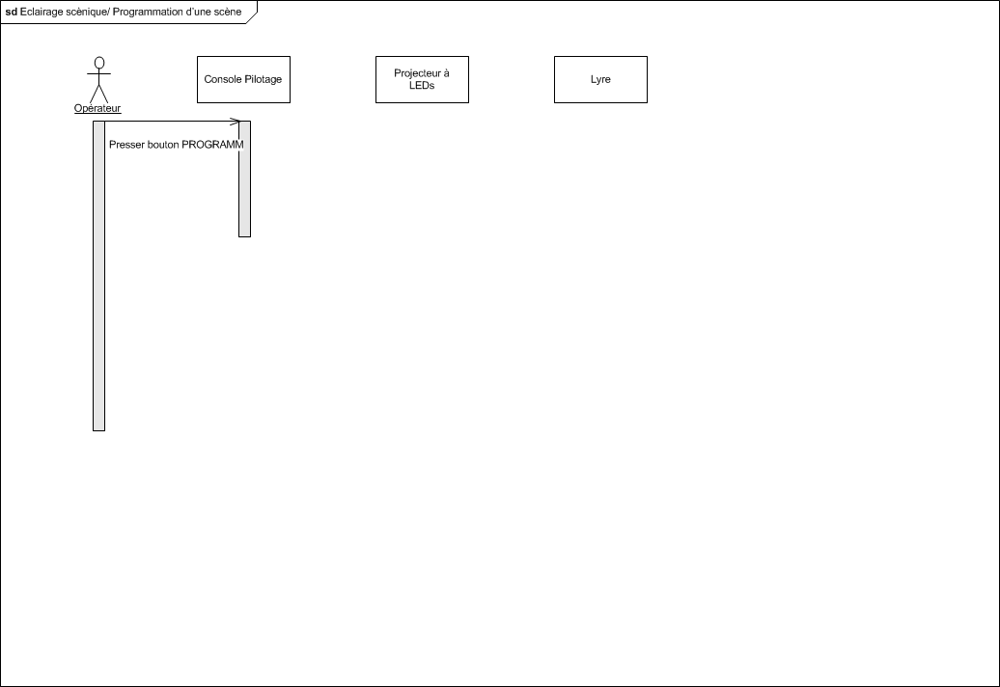 sd Eclairage scènique/ Programmation d'une scène
Opérateur
Console Pilotage
Projecteur à
LEDs
Lyre
Presser bouton PROGRAMM